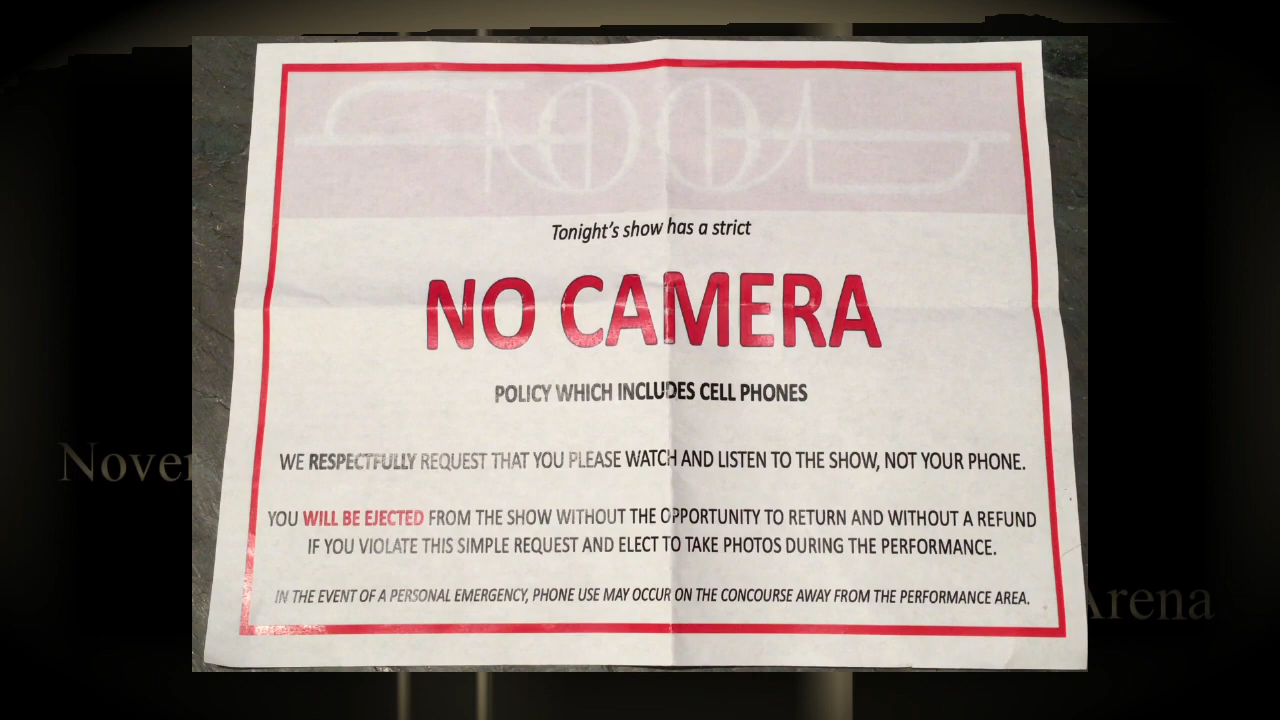 TOOL
Tonight's show has a strict
NO CAMERA
POLICY WHICH INCLUDES CELL PHONES
WE RESPECTFULLY REQUEST THAT YOU PLEASE WATCH AND LISTEN TO THE SHOW, NOT YOUR PHONE.
YOU WILL BE EJECTED FROM THE SHOW WITHOUT THE OPPORTUNITY TO RETURN AND WITHOUT A REFUND
IF YOU VIOLATE THIS SIMPLE REQUEST AND ELECT TO TAKE PHOTOS DURING THE PERFORMANCE.
IN THE EVENT OF A PERSONAL EMERGENCY, PHONE USE MAY OCCUR ON THE CONCOURSE AWAY FROM THE PERFORMANCE AREA.
Arena